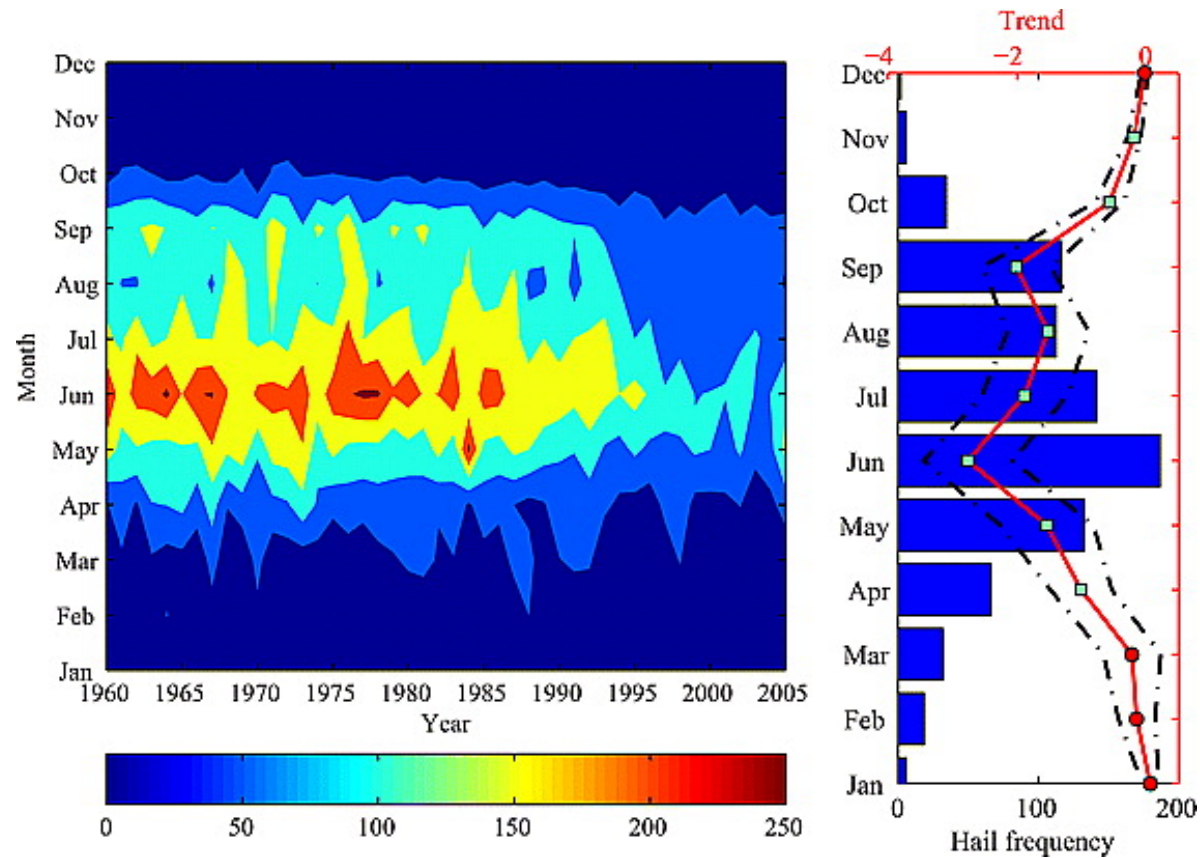 Trend
-4 -2 0
Dec
Nov
Oct
Sep
Aug
Jul
Jun
May
Apr
Mar
Feb
Jan
Month
1960 1965 1970 1975 1980 1985 1990 1995 2000 2005
Year
0 50 100 150 200 250
Dec
Nov
Oct
Sep
Aug
Jul
Jun
May
Apr
Mar
Feb
Jan
0 100 200
Hail frequency